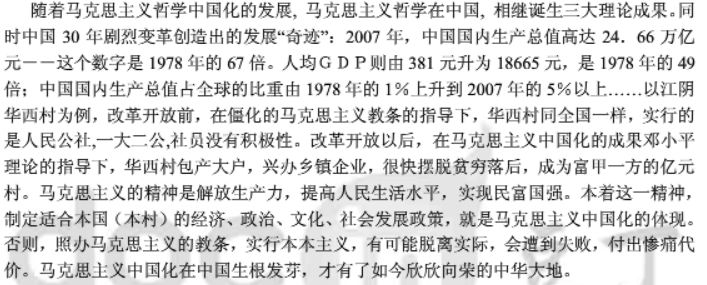 随着马克思主义哲学中国化的发展, 马克思主义哲学在中国, 相继诞生三大理论成果。同
时中国 30 年剧烈变革创造出的发展“奇迹”：2007 年，中国国内生产总值高达 24．66 万亿
元－－这个数字是 1978 年的 67 倍。人均ＧＤＰ则由 381 元升为 18665 元，是 1978 年的 49
倍；中国国内生产总值占全球的比重由 1978 年的 1％上升到 2007 年的 5％以上……以江阴
华西村为例，改革开放前，在僵化的马克思主义教条的指导下，华西村同全国一样，实行的
是人民公社,一大二公,社员没有积极性。改革开放以后，在马克思主义中国化的成果邓小平
理论的指导下，华西村包产大户，兴办乡镇企业，很快摆脱贫穷落后，成为富甲一方的亿元
村。马克思主义的精神是解放生产力，提高人民生活水平，实现民富国强。本着这一精神，
制定适合本国（本村）的经济、政治、文化、社会发展政策，就是马克思主义中国化的体现。
否则，照办马克思主义的教条，实行本本主义，有可能脱离实际，会遭到失败，付出惨痛代
价。马克思主义中国化在中国生根发芽，才有了如今欣欣向荣的中华大地。